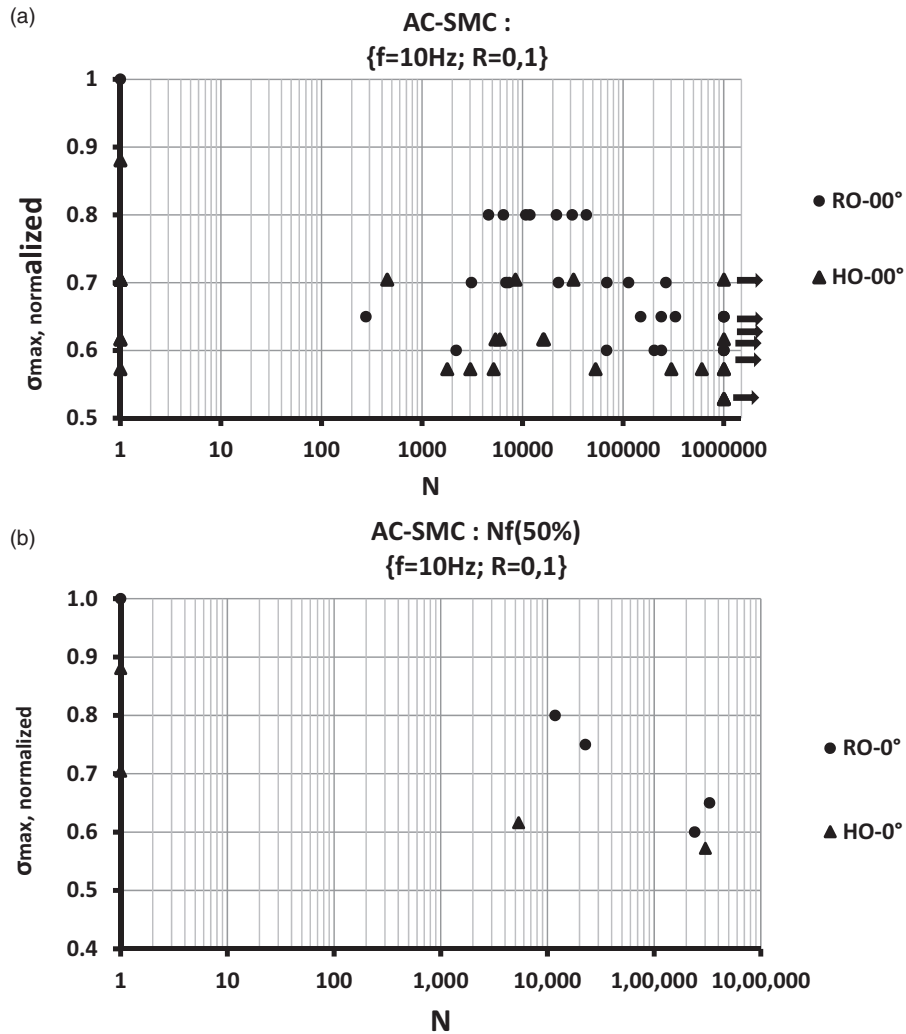 (a)
AC-SMC :
{f=10Hz; R=0,1}
1
0.9
0.8
0.7
0.6
0.5
σmax, normalized
1 10 100 1000 10000 100000 1000000
N
RO-00°
HO-00°
(b)
AC-SMC : Nf(50%)
{f=10Hz; R=0,1}
1.0
0.9
0.8
0.7
0.6
0.5
0.4
σmax, normalized
1 10 100 1,000 10,000 1,00,000 10,00,000
N
RO-0°
HO-0°